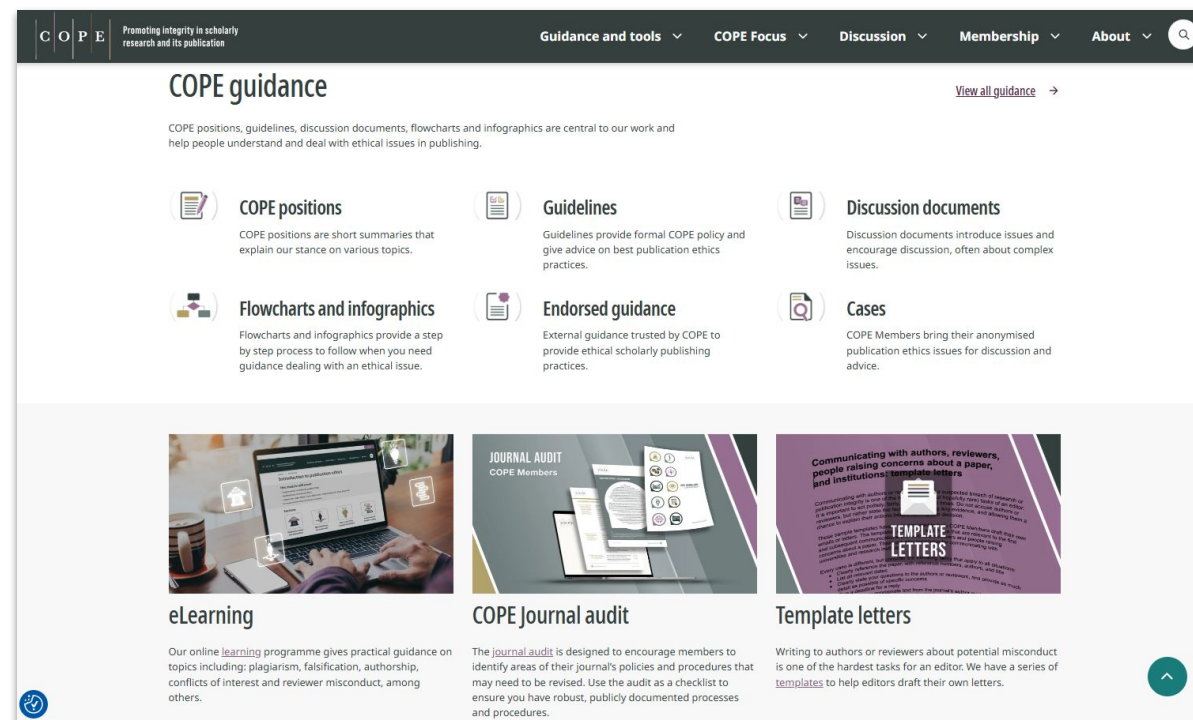 COPE
Promoting integrity in scholarly
research and its publication
Guidance and tools
COPE Focus
Discussion
Membership
About
COPE guidance
View all guidance →
COPE positions, guidelines, discussion documents, flowcharts and infographics are central to our work and
help people understand and deal with ethical issues in publishing.
COPE positions
COPE positions are short summaries that
explain our stance on various topics.
Guidelines
Guidelines provide formal COPE policy and
give advice on best publication ethics
practices.
Discussion documents
Discussion documents introduce issues and
encourage discussion, often about complex
issues.
Flowcharts and infographics
Flowcharts and infographics provide a step
by step process to follow when you need
guidance dealing with an ethical issue.
Endorsed guidance
External guidance trusted by COPE to
provide ethical scholarly publishing
practices.
Cases
COPE Members bring their anonymised
publication ethics issues for discussion and
advice.
Introduction to publication ethics
JOURNAL AUDIT
COPE Members
Communicating with authors, reviewers,
people raising concerns about a paper,
and institutions: template letters
TEMPLATE
LETTERS
eLearning
Our online learning programme gives practical guidance on
topics including: plagiarism, falsification, authorship,
conflicts of interest and reviewer misconduct, among
others.
COPE Journal audit
The journal audit is designed to encourage members to
identify areas of their journal's policies and procedures that
may need to be revised. Use the audit as a checklist to
ensure you have robust, publicly documented processes
and procedures.
Template letters
Writing to authors or reviewers about potential misconduct
is one of the hardest tasks for an editor. We have a series of
templates to help editors draft their own letters.